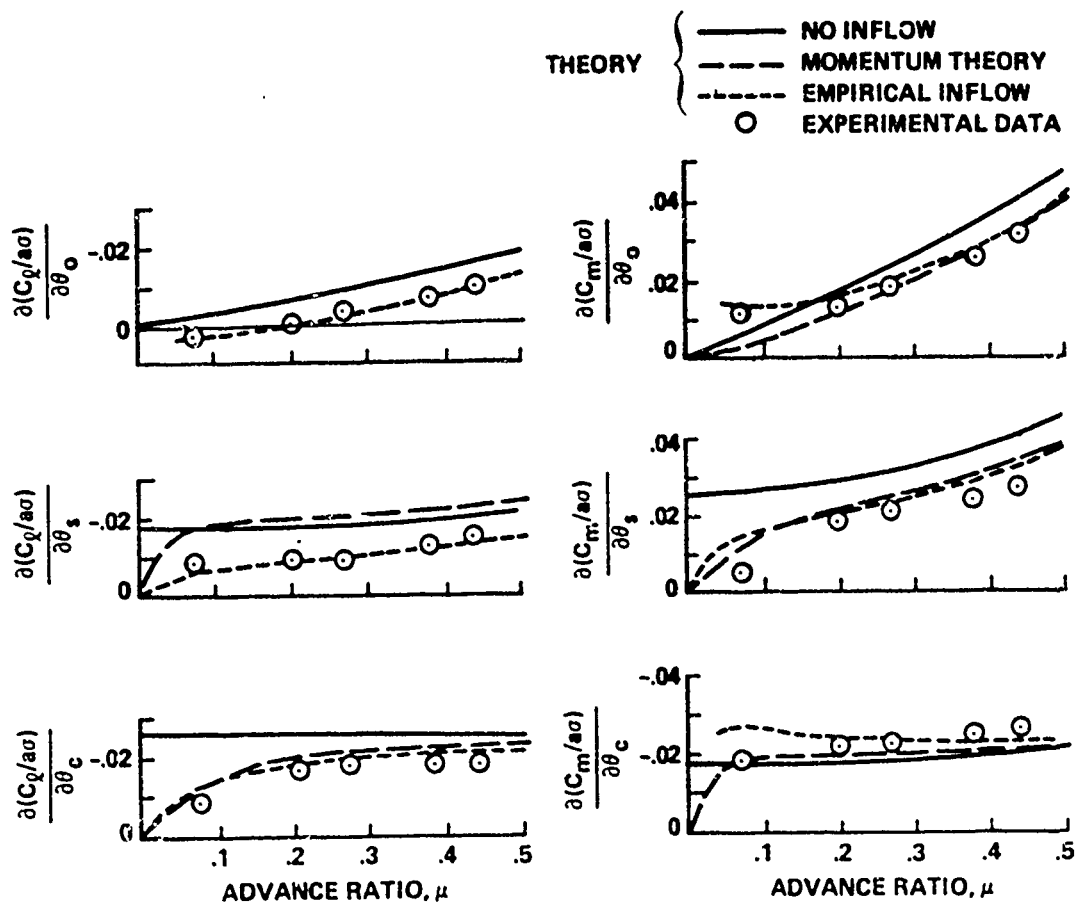 THEORY
NO INFLOW
MOMENTUM THEORY
EMPIRICAL INFLOW
EXPERIMENTAL DATA
∂(Cℓ/aσ)
∂θo
-.02
0
∂(Cm/aσ)
∂θo
.04
.02
0
∂(Cℓ/aσ)
∂θs
-.02
0
∂(Cm/aσ)
∂θs
.04
.02
0
∂(Cℓ/aσ)
∂θc
-.02
0
.1 .2 .3 .4 .5
ADVANCE RATIO, μ
∂(Cm/aσ)
∂θc
-.04
-.02
0
.1 .2 .3 .4 .5
ADVANCE RATIO, μ